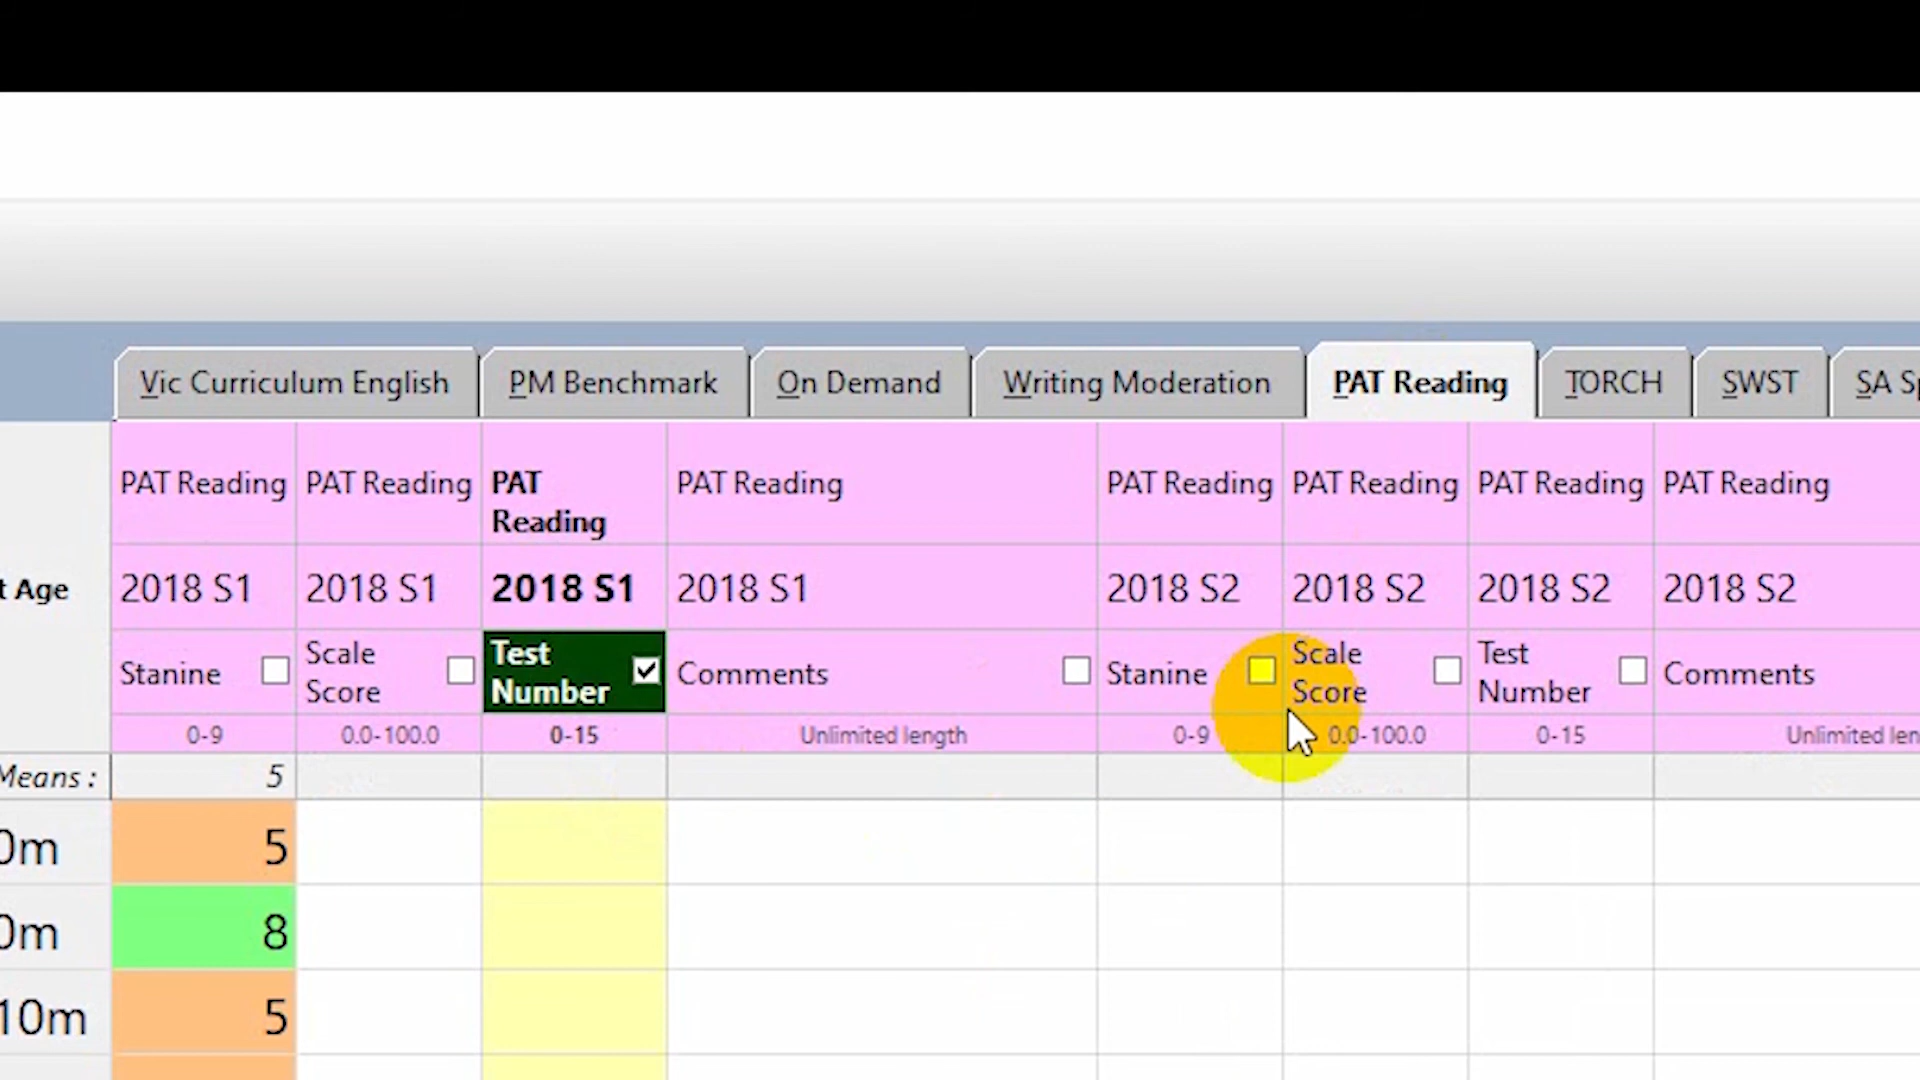 Vic Curriculum English PM Benchmark On Demand Writing Moderation PAT Reading TORCH SWST SA
PAT Reading PAT Reading PAT Reading PAT Reading PAT Reading PAT Reading PAT Reading PAT Reading
t Age 2018 S1 2018 S1 2018 S1 2018 S1 2018 S2 2018 S2 2018 S2 2018 S2
Stanine Scale Score Test Number Comments Stanine Scale Score Test Number Comments
0-9 0.0-100.0 0-15 Unlimited length 0-9 0.0-100.0 0-15 Unlimited len
Means : 5
0m 5
0m 8
10m 5